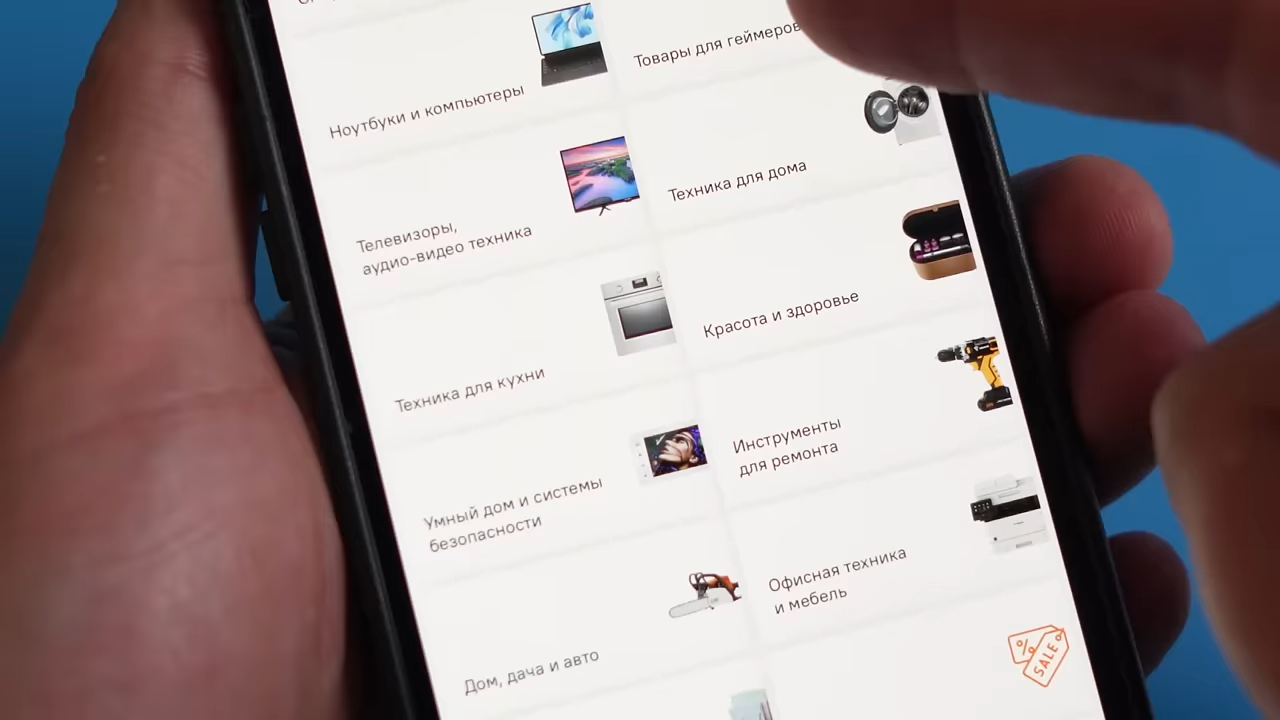 Ноутбуки и компьютеры
Товары для геймеров
Телевизоры,
аудио-видео техника
Техника для дома
Техника для кухни
Красота и здоровье
Умный дом и системы
безопасности
Инструменты
для ремонта
Дом, дача и авто
Офисная техника
и мебель
% SALE